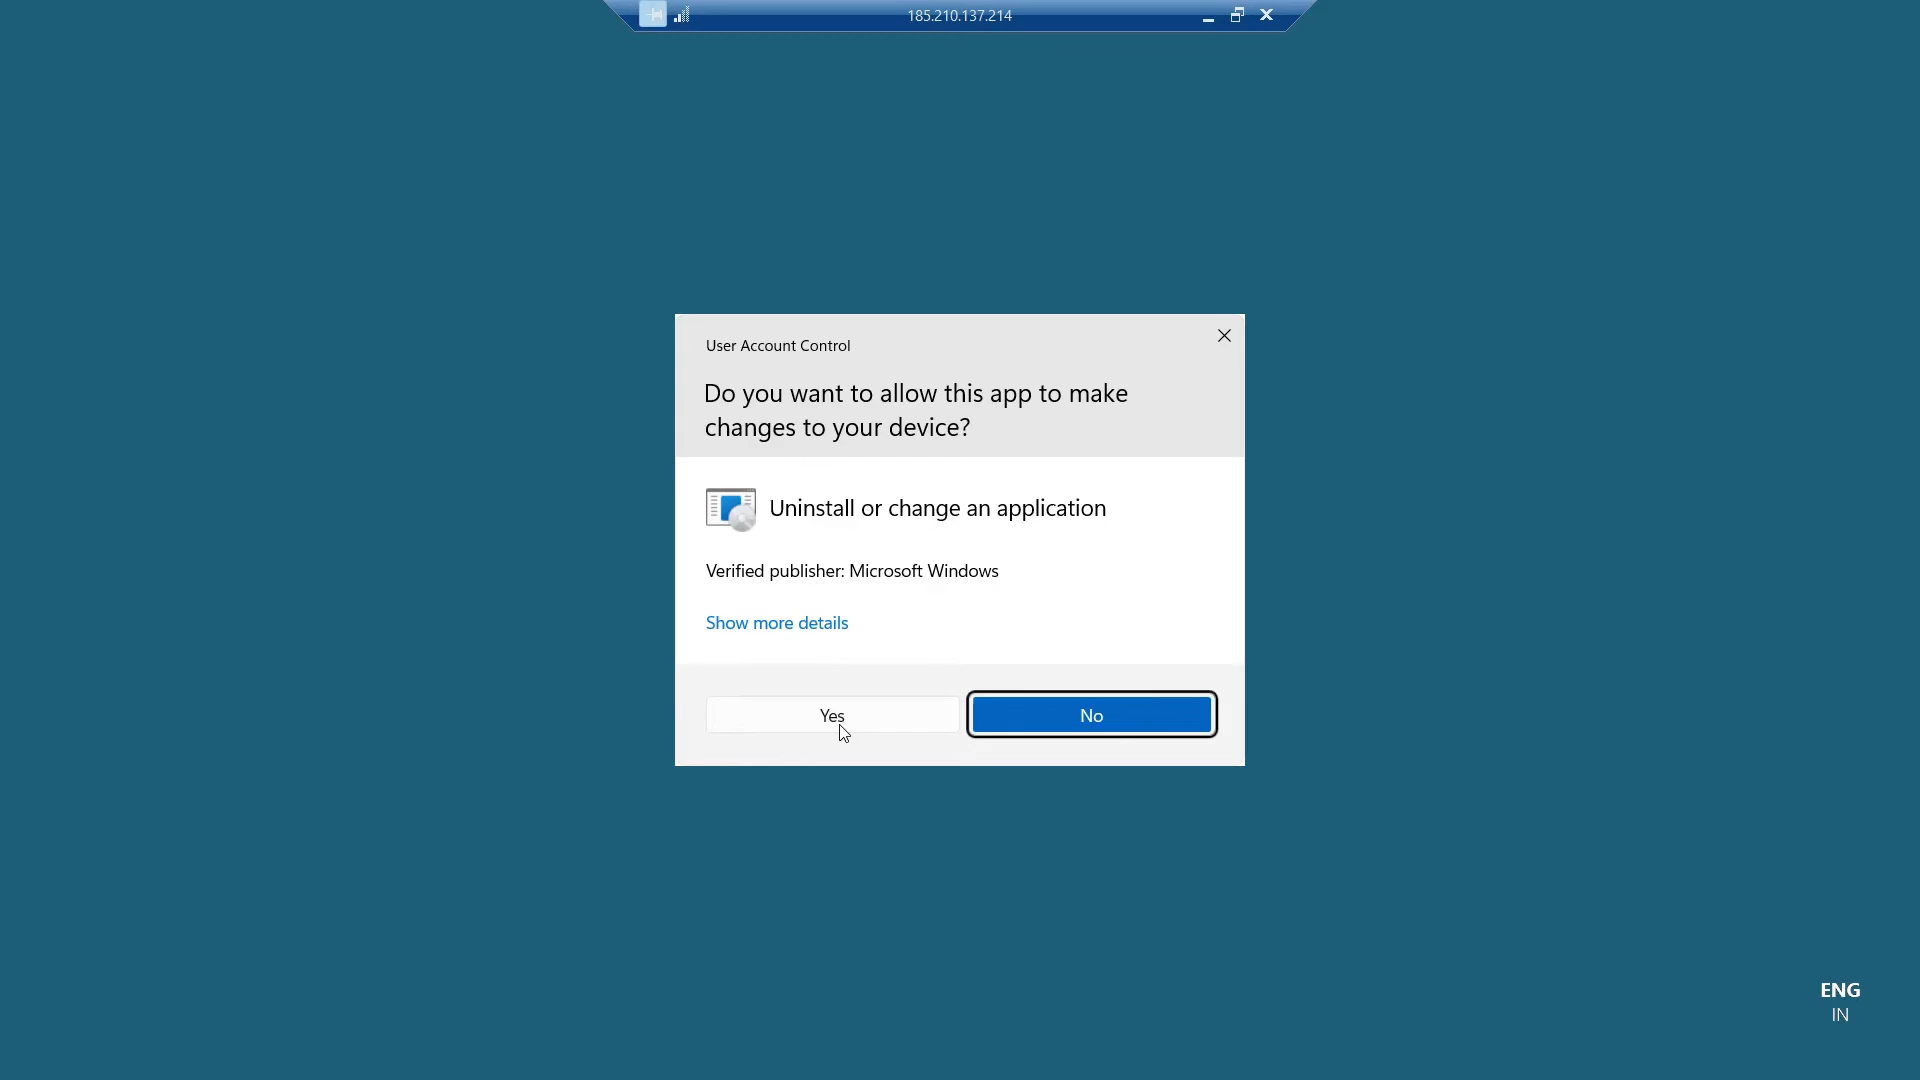 185.210.137.214
User Account Control
Do you want to allow this app to make
changes to your device?
Uninstall or change an application
Verified publisher: Microsoft Windows
Show more details
Yes
No
ENG
IN